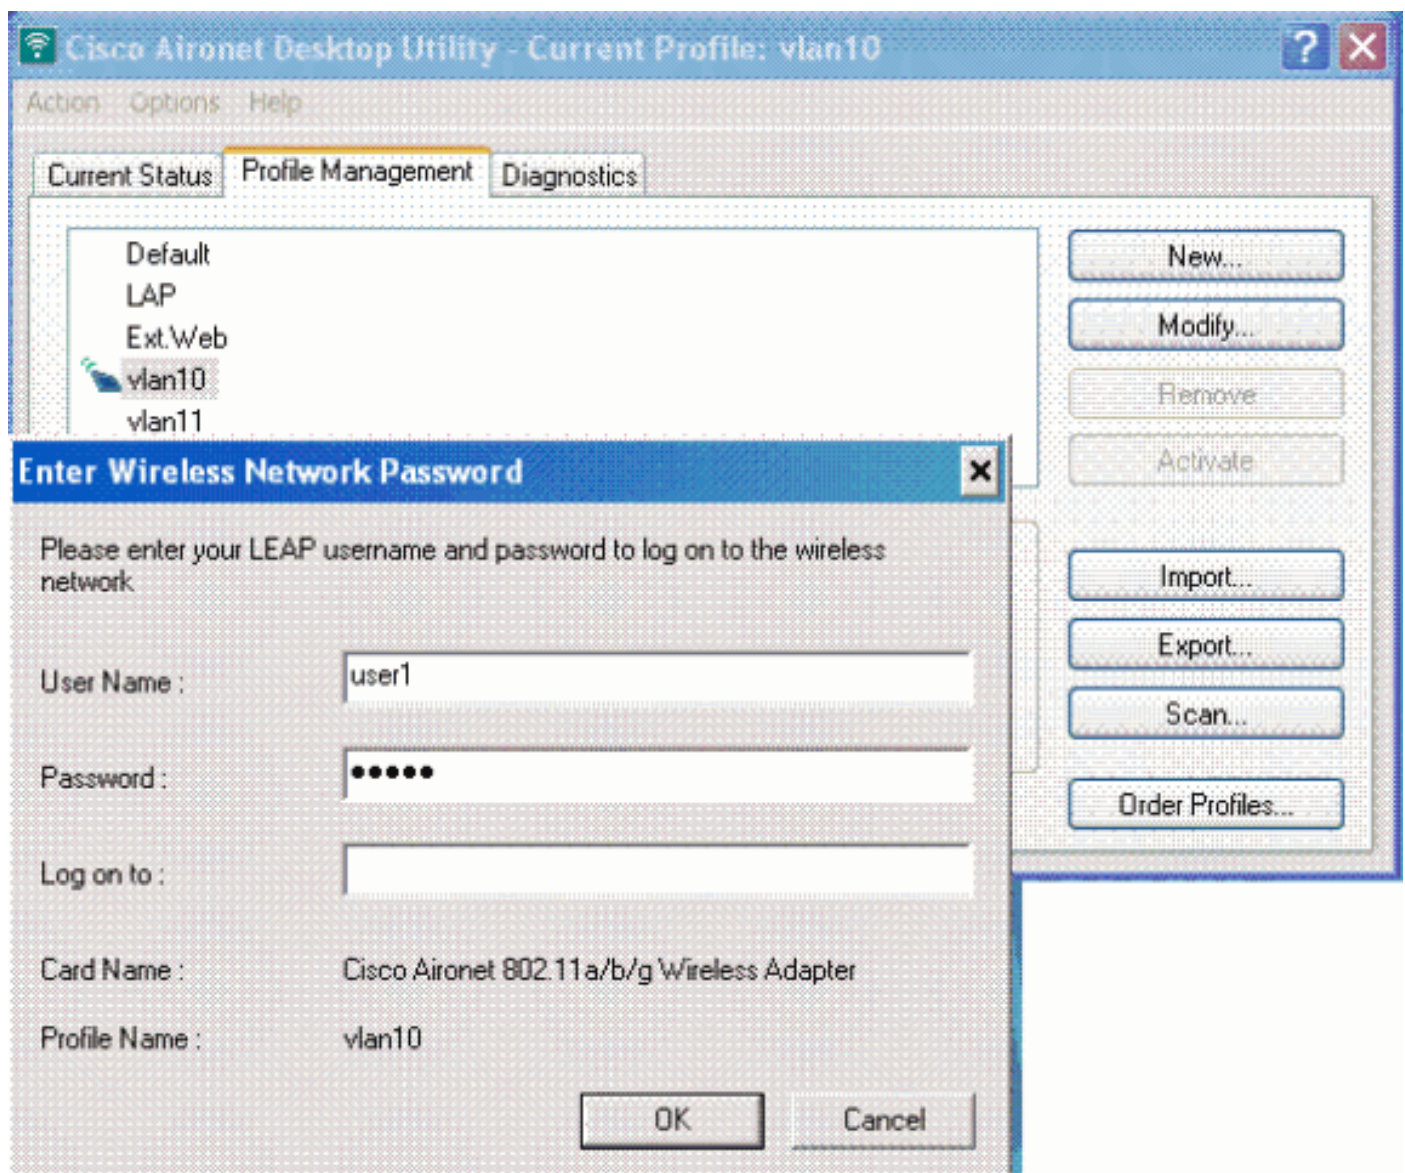 Cisco Aironet Desktop Utility - Current Profile: vlan10
Action Options Help
Current Status Profile Management Diagnostics
Default
LAP
Ext.Web
vlan10
vlan11
New...
Modify...
Remove
Activate
Import...
Export...
Scan...
Order Profiles...
Enter Wireless Network Password
Please enter your LEAP username and password to log on to the wireless
network
User Name : user1
Password : •••••
Log on to :
Card Name : Cisco Aironet 802.11a/b/g Wireless Adapter
Profile Name : vlan10
OK Cancel